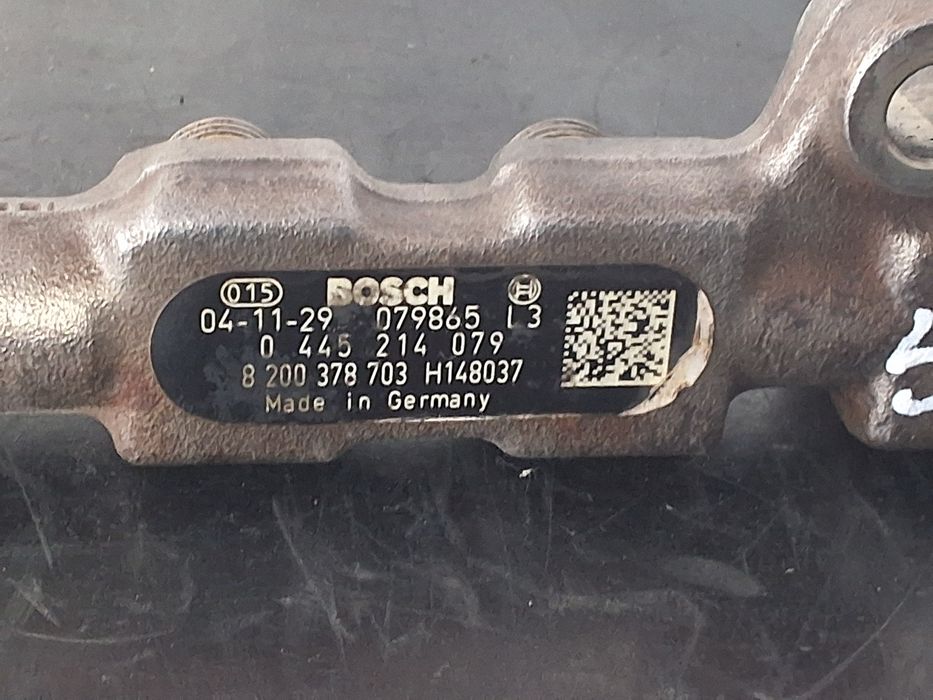 015 BOSCH
04-11-29 079865 L3
0 445 214 079
8 200 378 703 H148037
Made in Germany